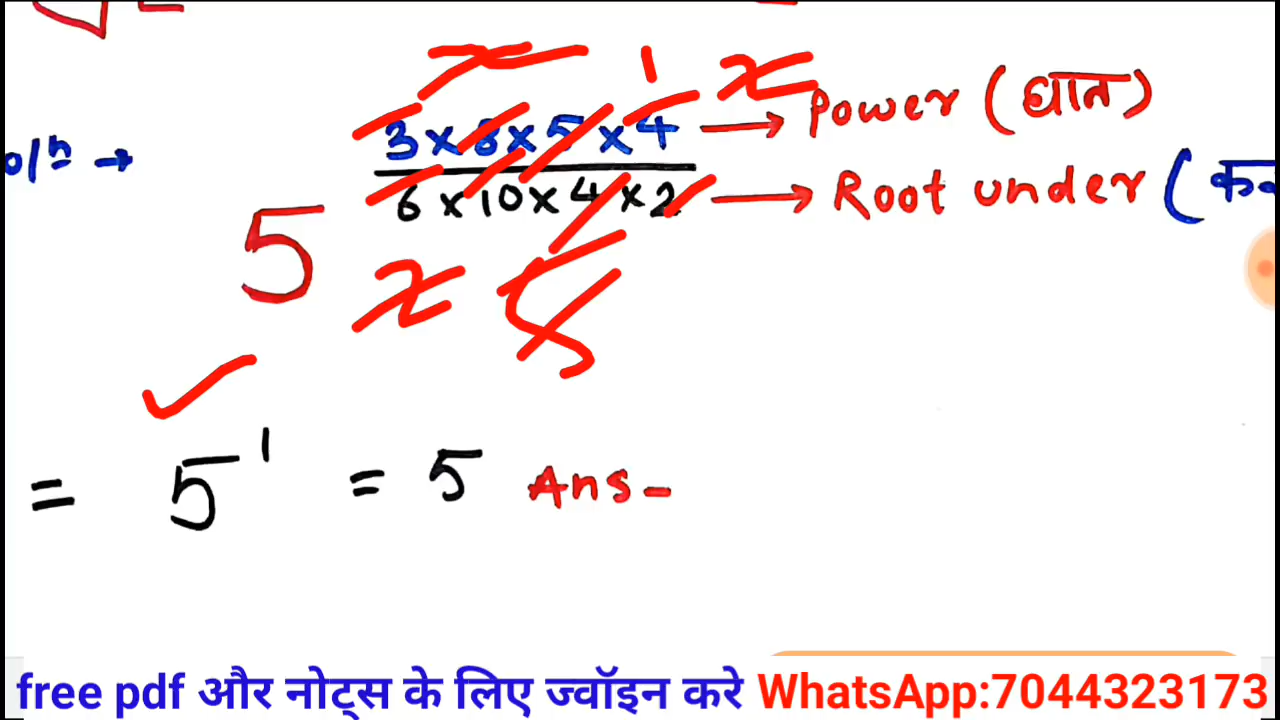 3 x 8 x 5 x 4 → Power (घात)
6 x 10 x 4 x 2 → Root under (
5
= 5¹ = 5 Ans-
free pdf और नोट्स के लिए ज्वॉइन करे WhatsApp:7044323173